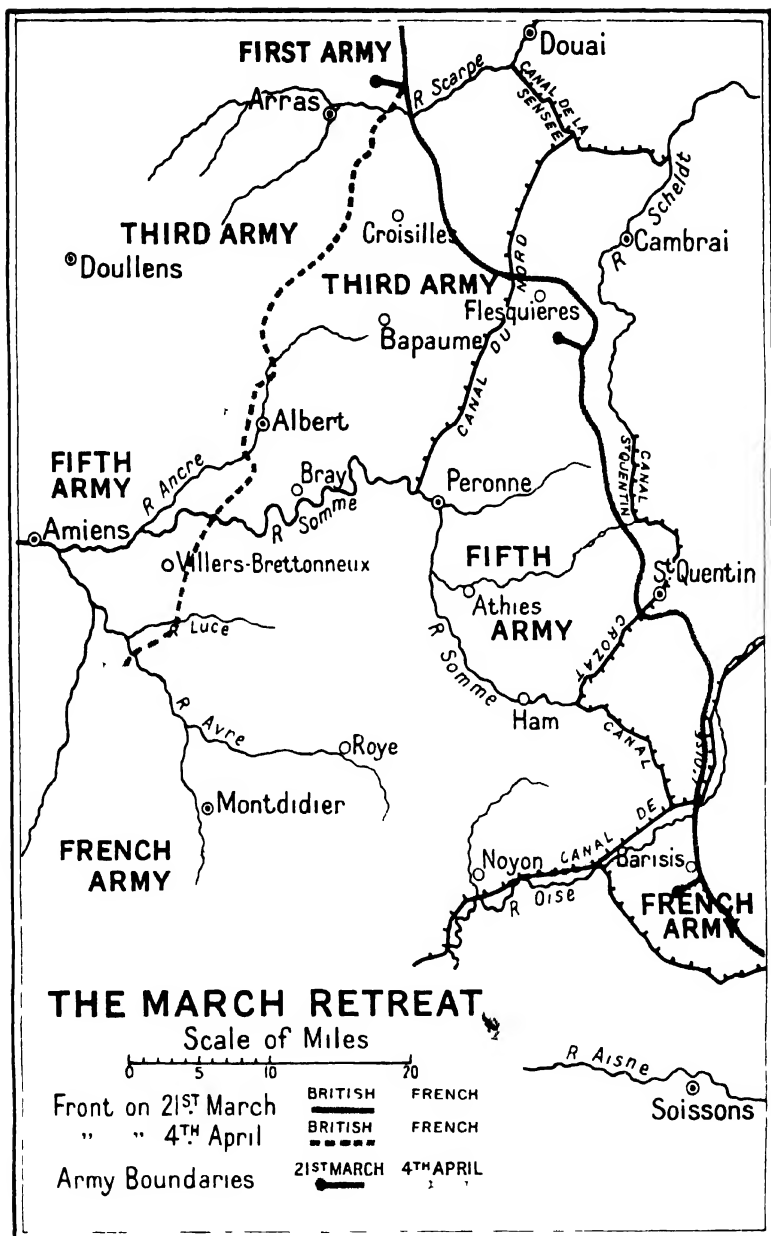 FIRST ARMY
Douai
R Scarpe
CANAL DE LA
SENSEE
Arras
R Scheldt
THIRD ARMY
Croisilles
Cambrai
Doullens
THIRD ARMY
Flesquieres
Bapaume
CANAL DU NORD
Albert
CANAL
ST QUENTIN
FIFTH
ARMY
R Ancre
Bray
Peronne
Amiens
R Somme
FIFTH
Villers-Brettonneux
St Quentin
Athies
ARMY
R Luce
R Somme
CROZAT
Ham
CANAL
R Avre
Roye
Montdidier
CANAL DE L'OISE
FRENCH
ARMY
Noyon
Barisis
R Oise
FRENCH
ARMY
THE MARCH RETREAT
Scale of Miles
0 5 10 20
R Aisne
Soissons
Front on 21ST March BRITISH FRENCH
" " 4TH April BRITISH FRENCH
Army Boundaries 21ST MARCH 4TH APRIL